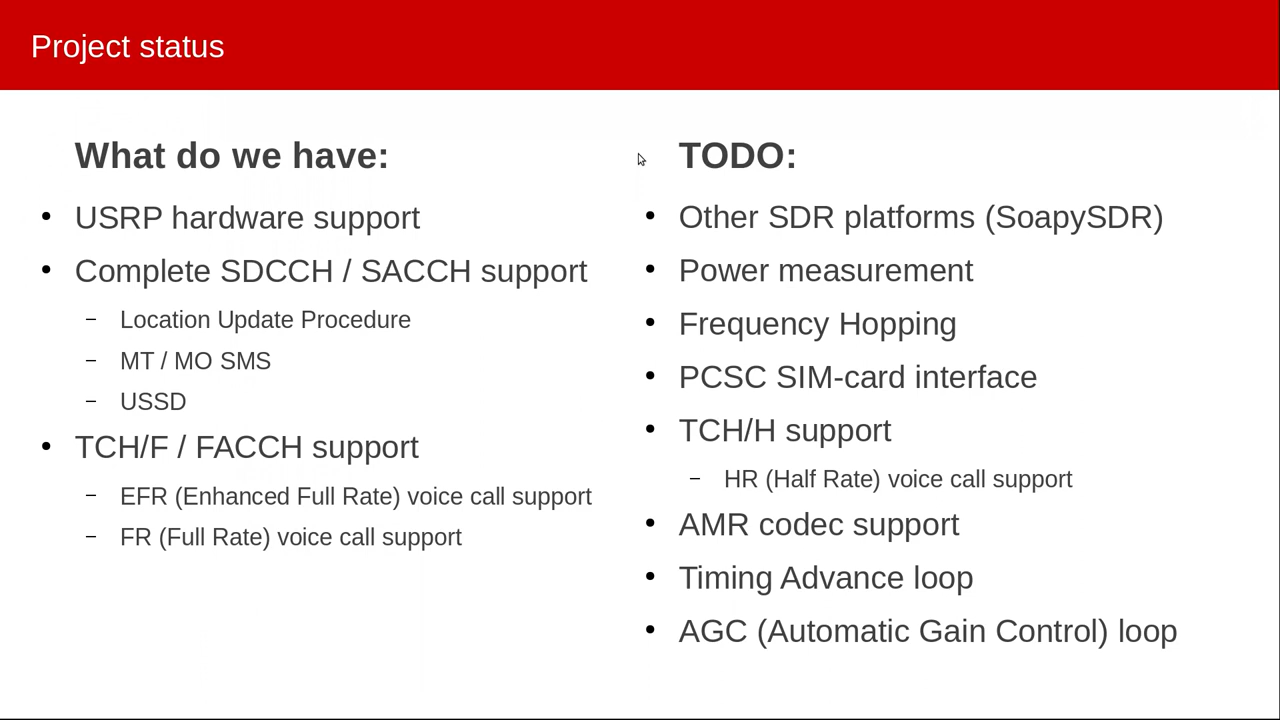 Project status
What do we have:
USRP hardware support
Complete SDCCH / SACCH support
Location Update Procedure
MT / MO SMS
USSD
TCH/F / FACCH support
EFR (Enhanced Full Rate) voice call support
FR (Full Rate) voice call support
TODO:
Other SDR platforms (SoapySDR)
Power measurement
Frequency Hopping
PCSC SIM-card interface
TCH/H support
HR (Half Rate) voice call support
AMR codec support
Timing Advance loop
AGC (Automatic Gain Control) loop